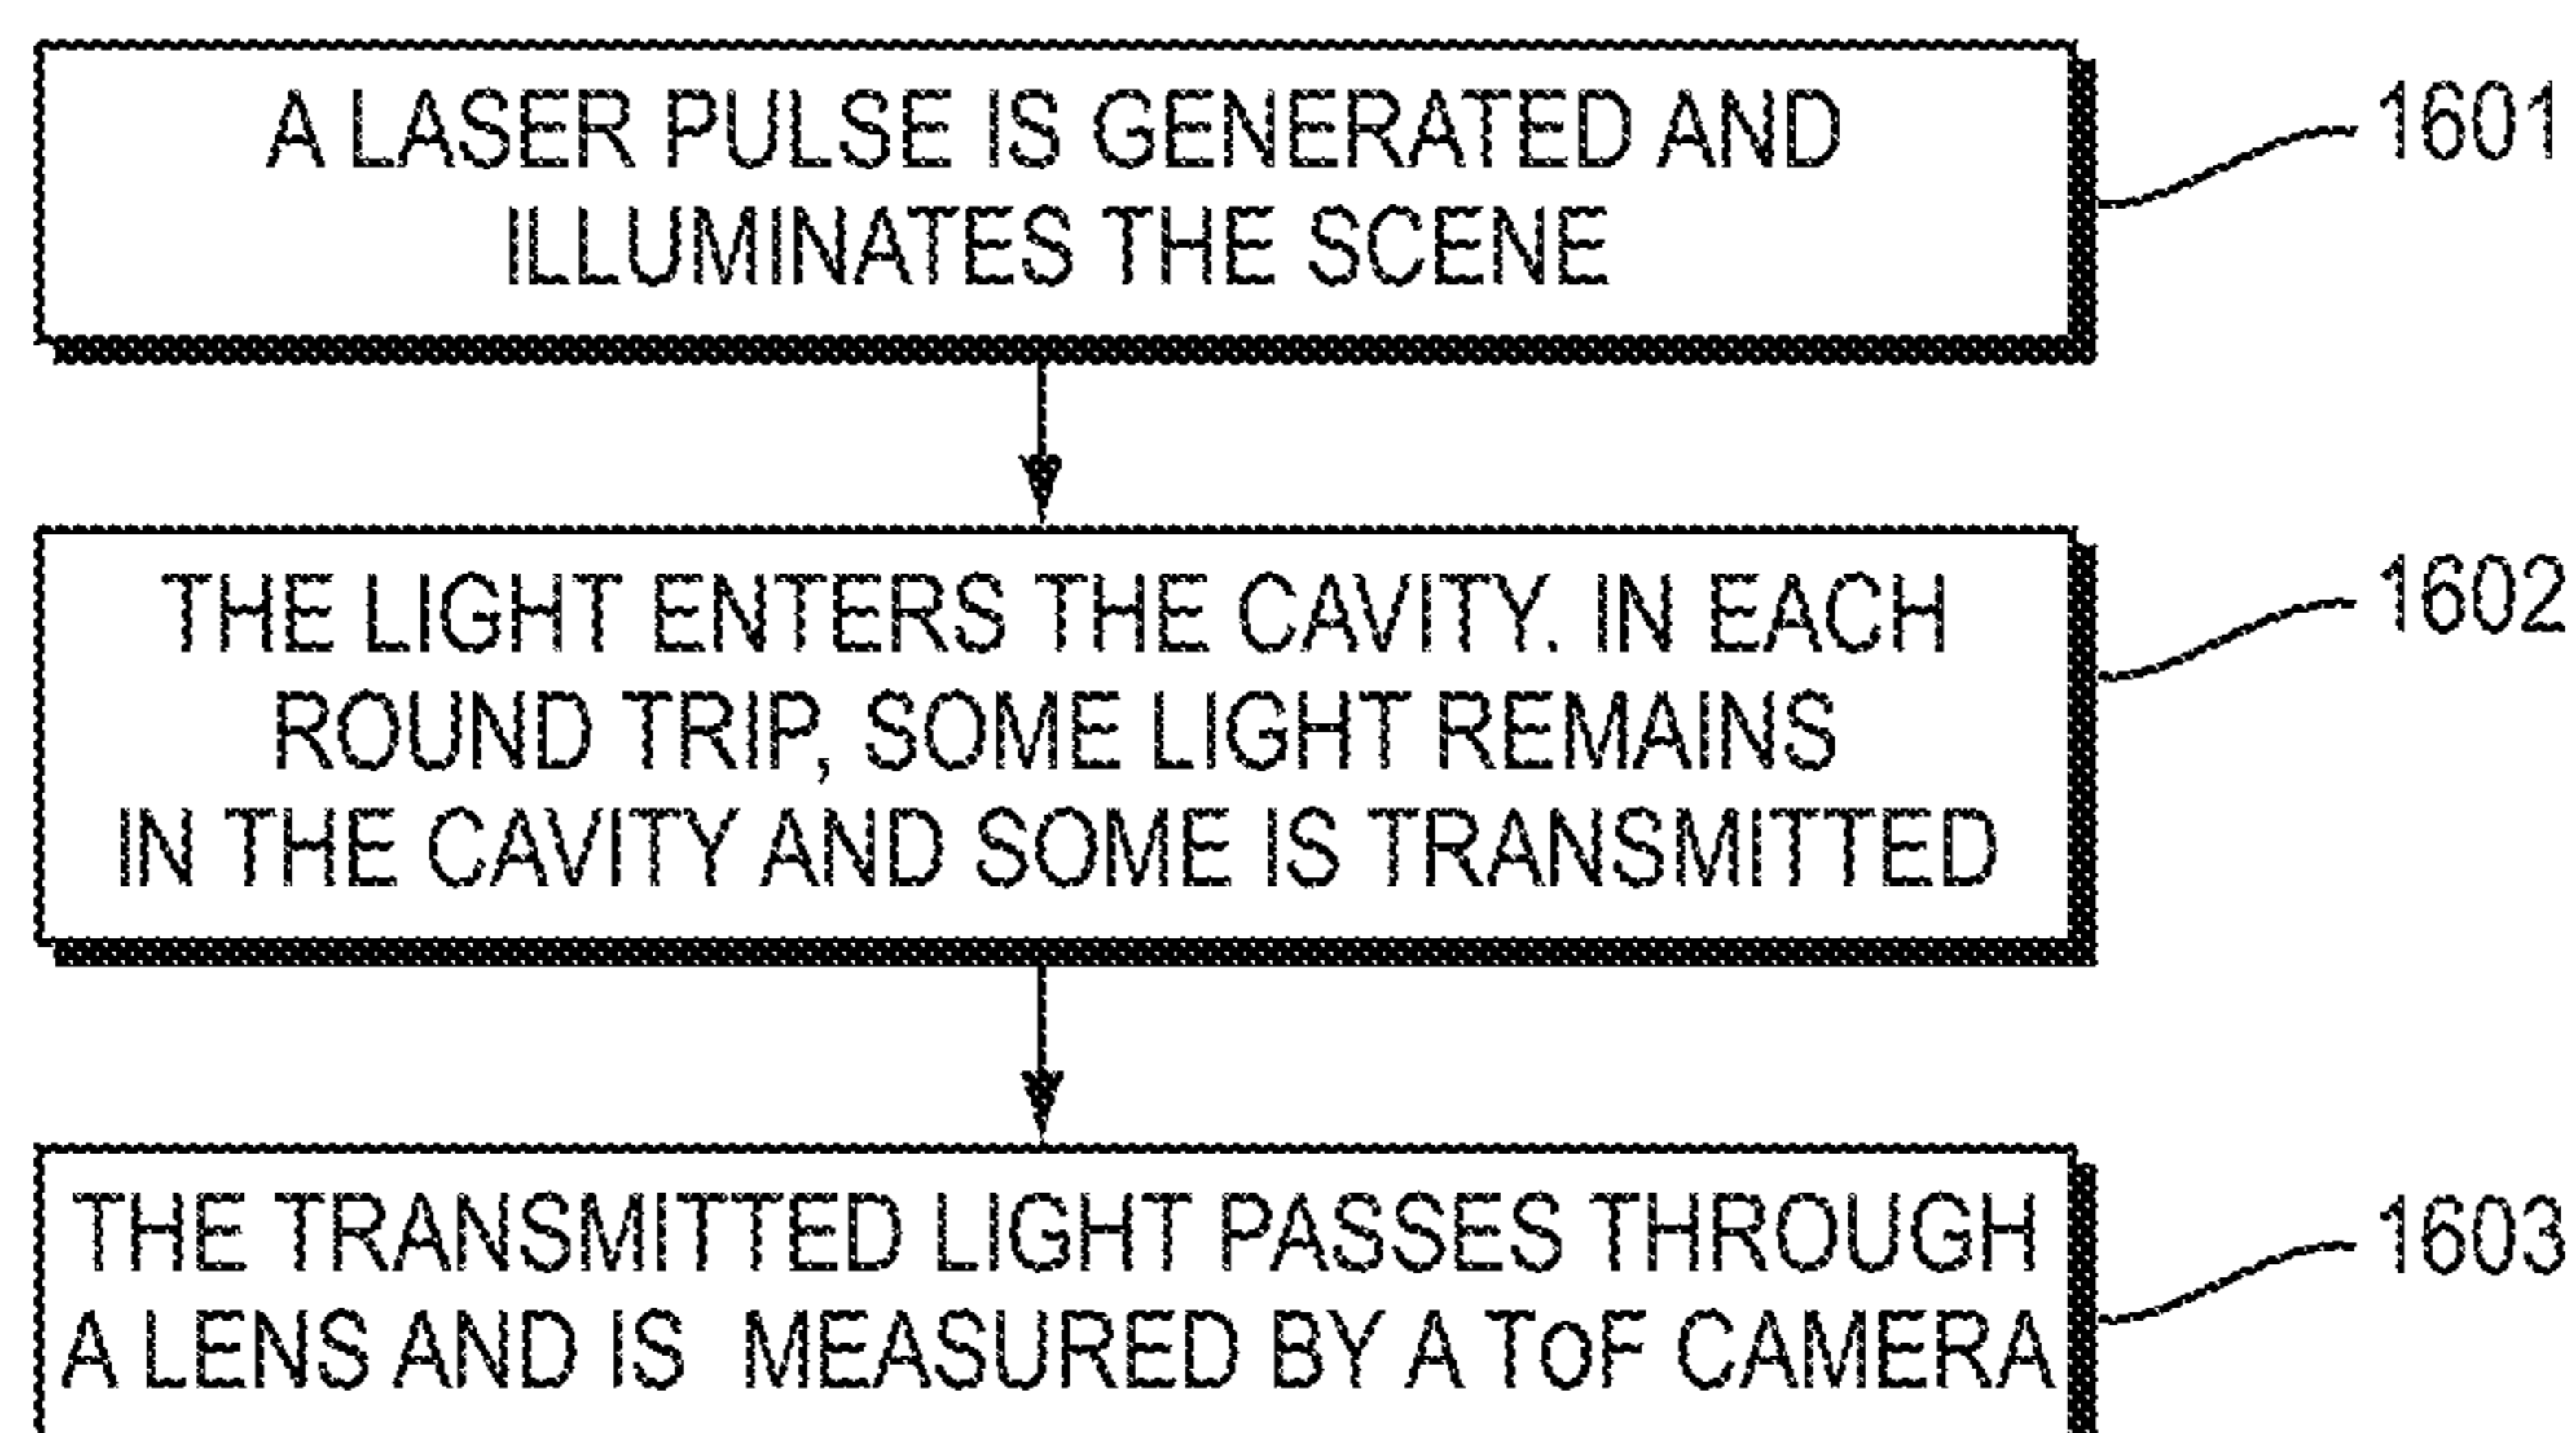 A LASER PULSE IS GENERATED AND
ILLUMINATES THE SCENE
1601
THE LIGHT ENTERS THE CAVITY. IN EACH
ROUND TRIP, SOME LIGHT REMAINS
IN THE CAVITY AND SOME IS TRANSMITTED
1602
THE TRANSMITTED LIGHT PASSES THROUGH
A LENS AND IS MEASURED BY A ToF CAMERA
1603